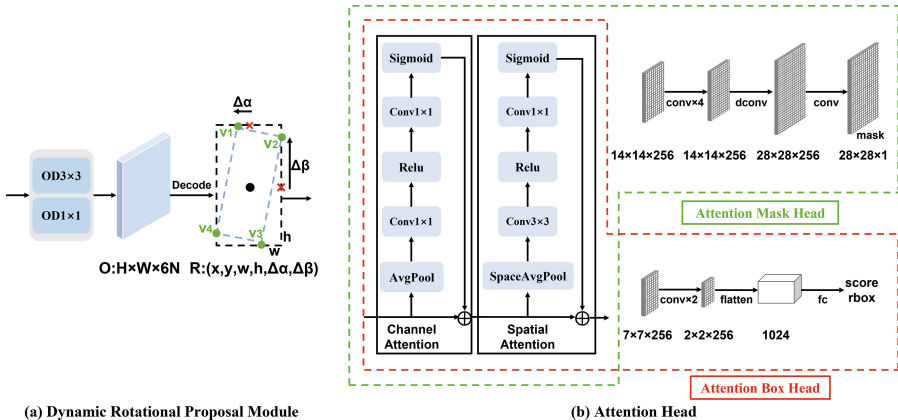 OD3×3
OD1×1
O:H×W×6N
Decode
Δα
v1
v2
Δβ
v4
v3
h
w
R:(x,y,w,h,Δα,Δβ)
(a) Dynamic Rotational Proposal Module
Sigmoid
Conv1×1
Relu
Conv1×1
AvgPool
Channel
Attention
Sigmoid
Conv1×1
Relu
Conv3×3
SpaceAvgPool
Spatial
Attention
conv×4
dconv
conv
mask
14×14×256
14×14×256
28×28×256
28×28×1
Attention Mask Head
conv×2
flatten
fc
score
rbox
7×7×256
2×2×256
1024
Attention Box Head
(b) Attention Head